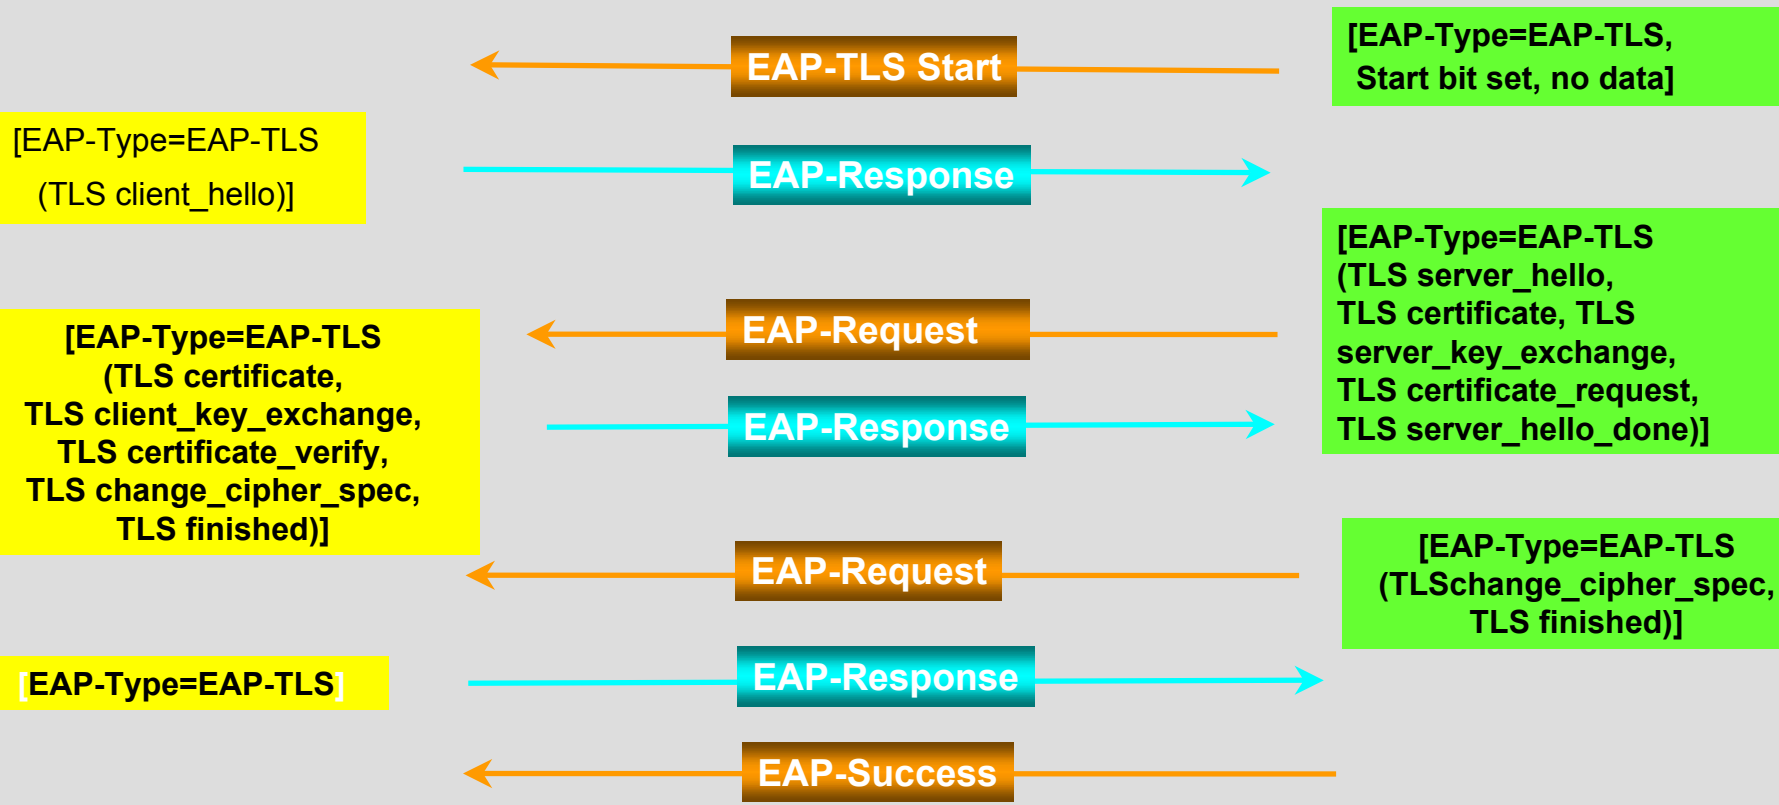 EAP-TLS Start
[EAP-Type=EAP-TLS,
Start bit set, no data]
[EAP-Type=EAP-TLS
(TLS client_hello)]
EAP-Response
[EAP-Type=EAP-TLS
(TLS server_hello,
TLS certificate, TLS
server_key_exchange,
TLS certificate_request,
TLS server_hello_done)]
EAP-Request
[EAP-Type=EAP-TLS
(TLS certificate,
TLS client_key_exchange,
TLS certificate_verify,
TLS change_cipher_spec,
TLS finished)]
EAP-Response
EAP-Request
[EAP-Type=EAP-TLS
(TLSchange_cipher_spec,
TLS finished)]
[EAP-Type=EAP-TLS]
EAP-Response
EAP-Success